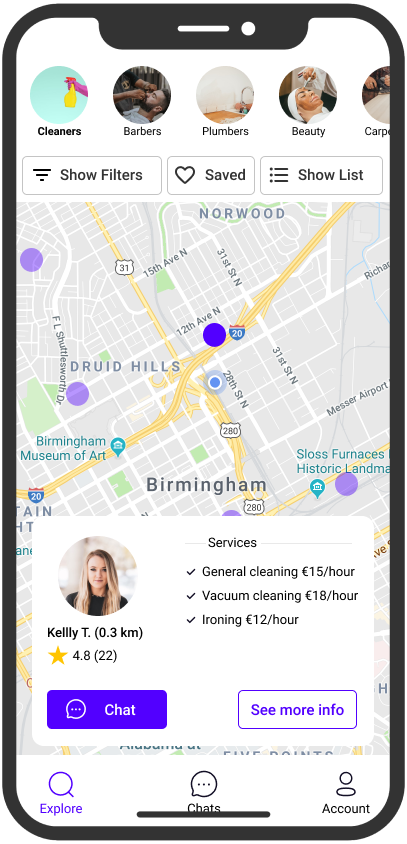 Cleaners
Barbers
Plumbers
Beauty
Carpe
Show Filters
Saved
Show List
NORWOOD
31
15th Ave N
31st St N
Richar
F L Shuttlesworth Dr
12th Ave N
20
DRUID HILLS
28th St N
31st St N
Messer Airport
280
Birmingham
Museum of Art
Sloss Furnaces
Historic Landma
Birmingham
20
280
TAIN
HT
ane
ve S
Services
General cleaning €15/hour
Vacuum cleaning €18/hour
Ironing €12/hour
Kellly T. (0.3 km)
4.8 (22)
Chat
See more info
H
Alabama at
FIVE POINTS
Explore
Chats
Account